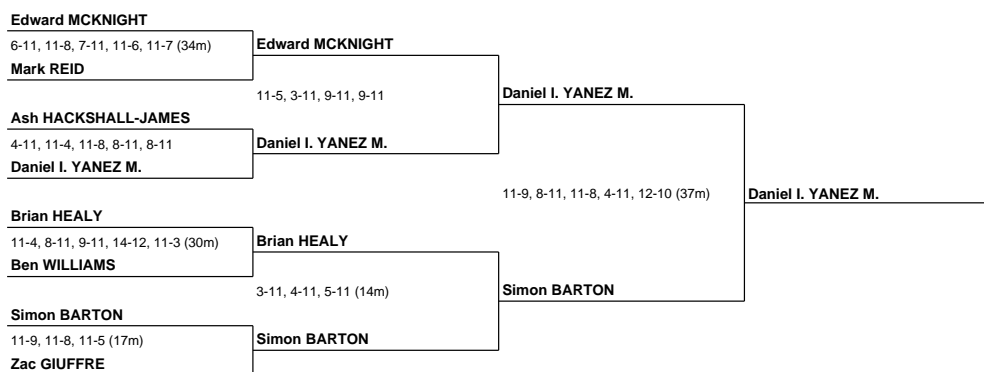 Edward MCKNIGHT
6-11, 11-8, 7-11, 11-6, 11-7 (34m)
Mark REID
Ash HACKSHALL-JAMES
4-11, 11-4, 11-8, 8-11, 8-11
Daniel I. YANEZ M.
Brian HEALY
11-4, 8-11, 9-11, 14-12, 11-3 (30m)
Ben WILLIAMS
Simon BARTON
11-9, 11-8, 11-5 (17m)
Zac GIUFFRE
Edward MCKNIGHT
11-5, 3-11, 9-11, 9-11
Daniel I. YANEZ M.
Brian HEALY
3-11, 4-11, 5-11 (14m)
Simon BARTON
Daniel I. YANEZ M.
11-9, 8-11, 11-8, 4-11, 12-10 (37m)
Simon BARTON
Daniel I. YANEZ M.